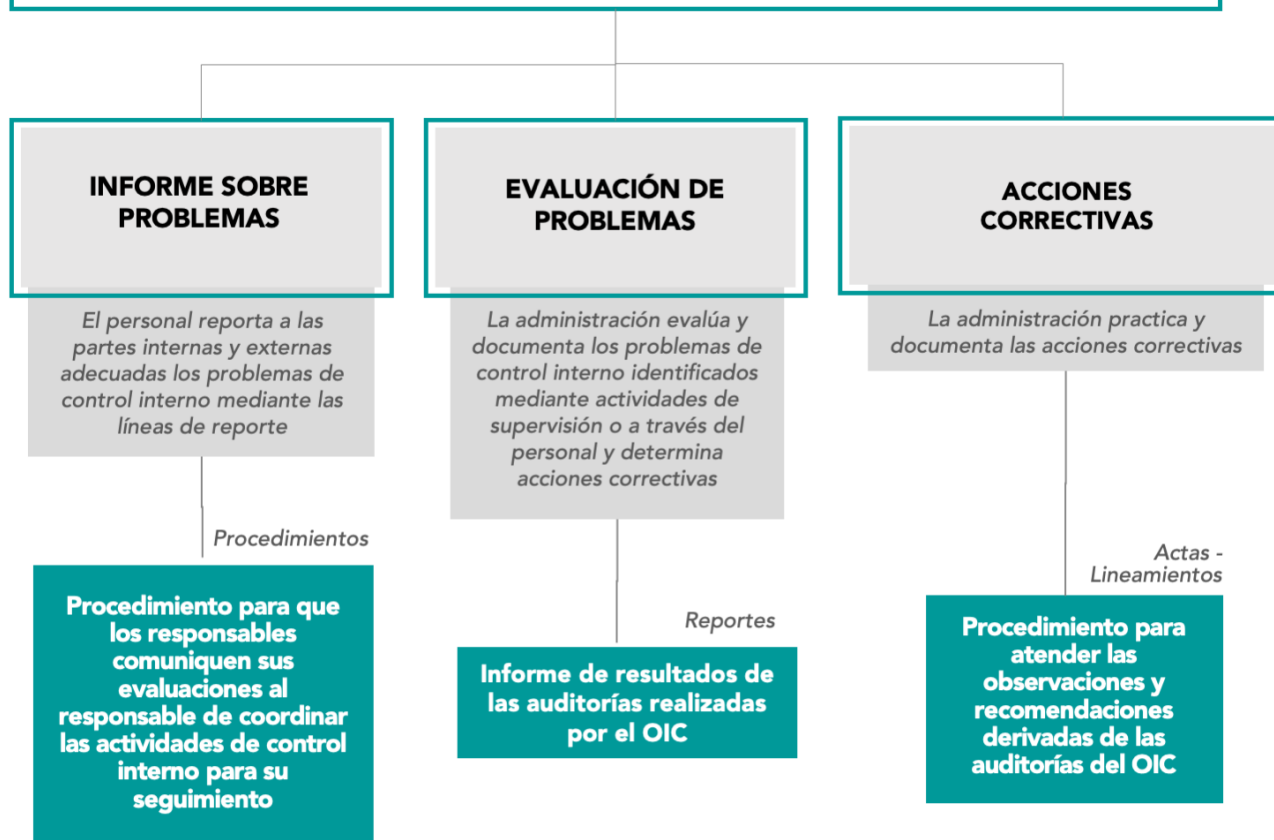 INFORME SOBRE
PROBLEMAS
El personal reporta a las
partes internas y externas
adecuadas los problemas de
control interno mediante las
líneas de reporte
Procedimientos
Procedimiento para que
los responsables
comuniquen sus
evaluaciones al
responsable de coordinar
las actividades de control
interno para su
seguimiento
EVALUACIÓN DE
PROBLEMAS
La administración evalúa y
documenta los problemas de
control interno identificados
mediante actividades de
supervisión o a través del
personal y determina
acciones correctivas
Reportes
Informe de resultados de
las auditorías realizadas
por el OIC
ACCIONES
CORRECTIVAS
La administración practica y
documenta las acciones correctivas
Actas -
Lineamientos
Procedimiento para
atender las
observaciones y
recomendaciones
derivadas de las
auditorías del OIC